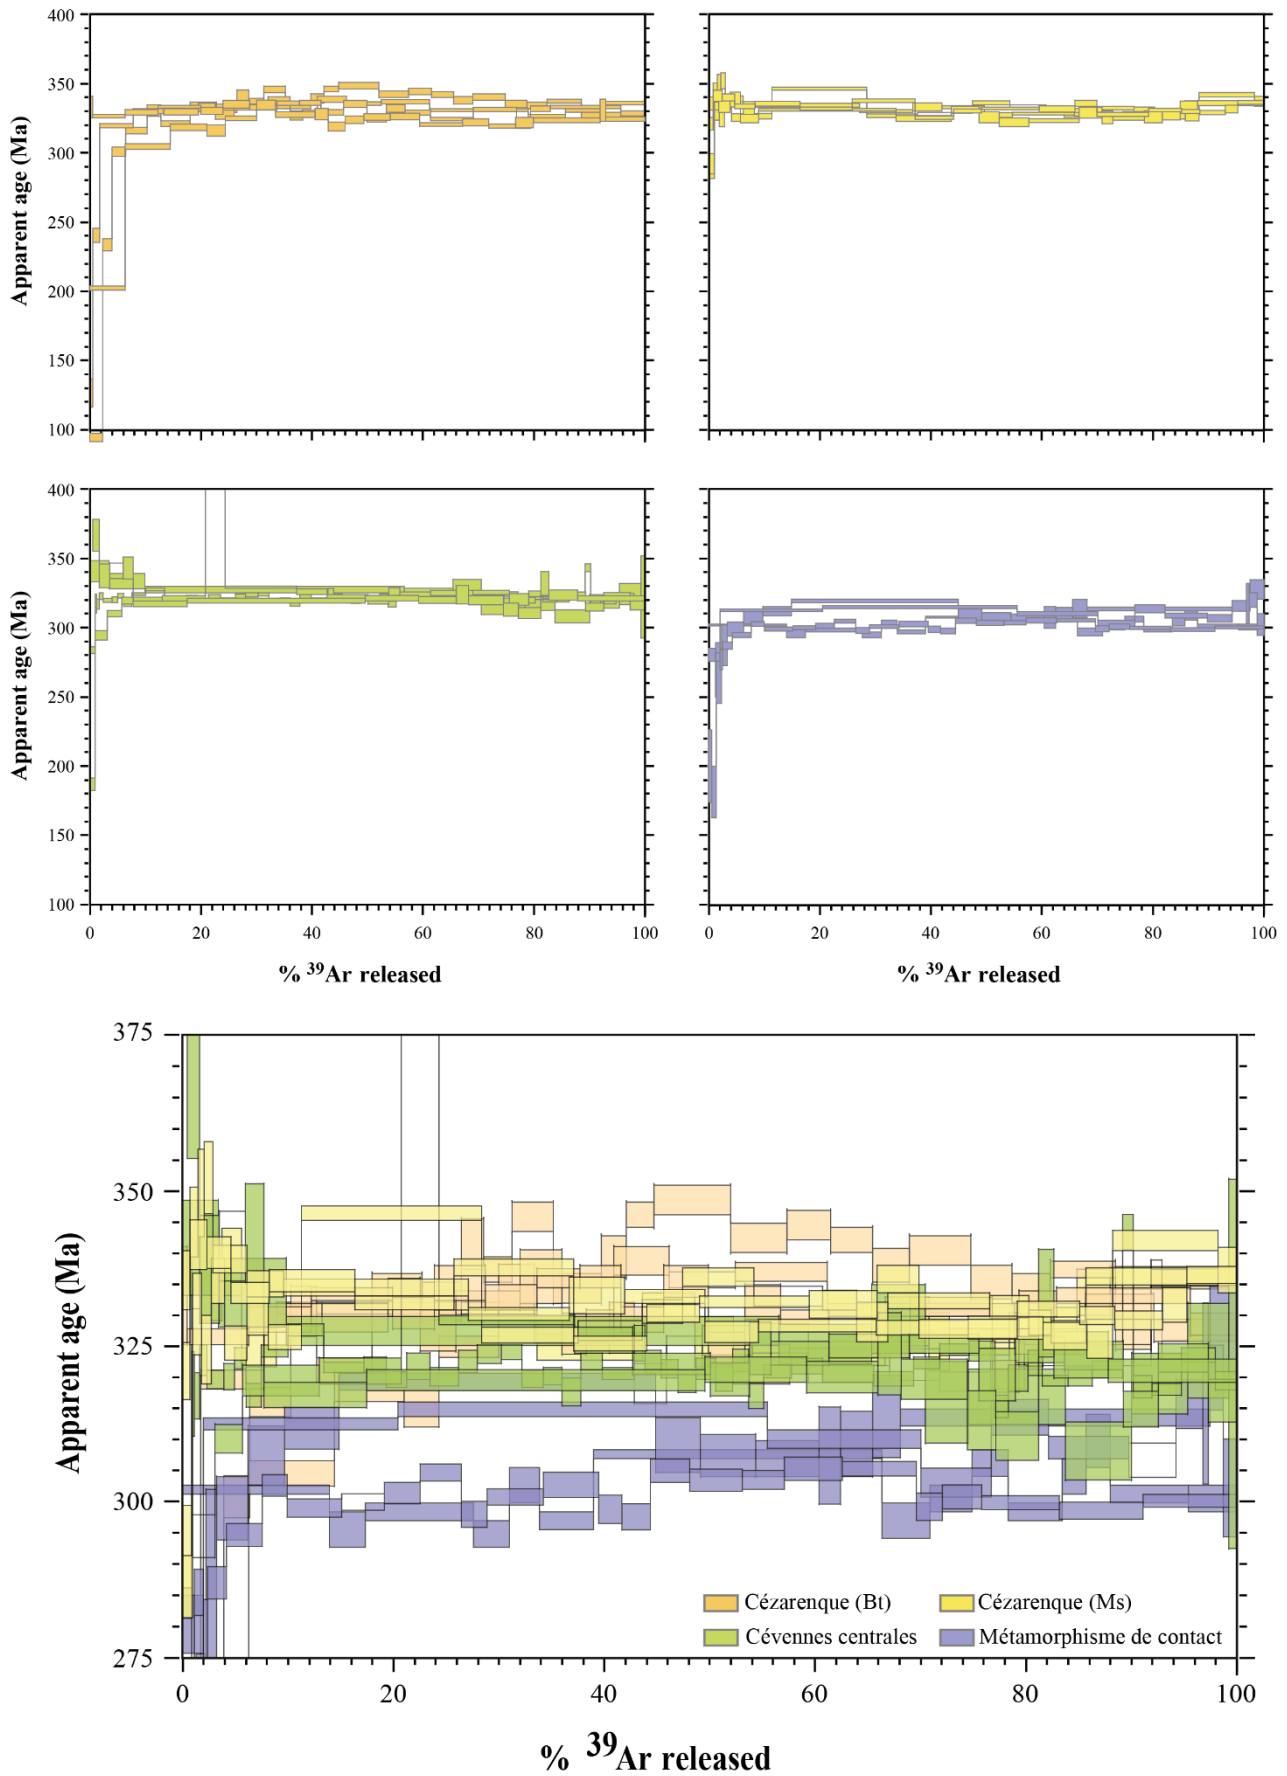 400
350
300
250
200
150
100
Apparent age (Ma)
400
350
300
250
200
150
100
Apparent age (Ma)
0 20 40 60 80 100
0 20 40 60 80 100
% 39Ar released
% 39Ar released
375
350
325
300
275
Apparent age (Ma)
Cézarenque (Bt)
Cézarenque (Ms)
Cévennes centrales
Métamorphisme de contact
0 20 40 60 80 100
% 39Ar released